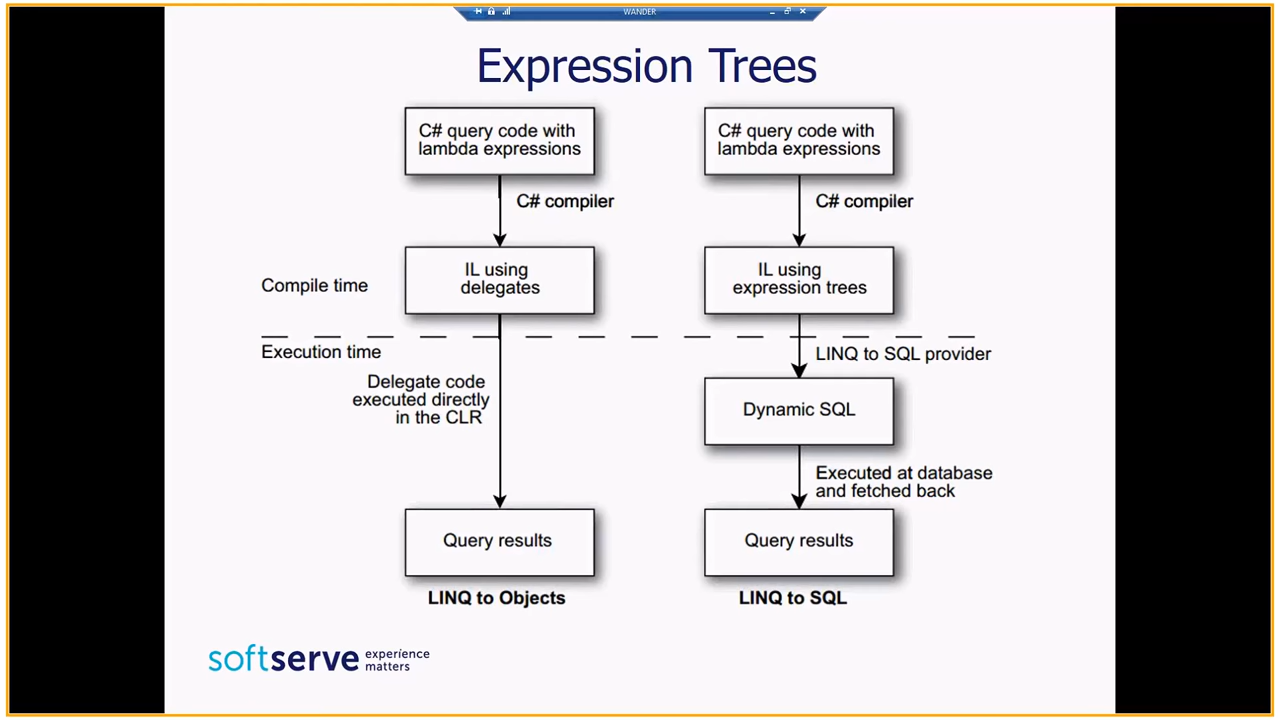 WANDER
Expression Trees
C# query code with
lambda expressions
C# query code with
lambda expressions
C# compiler
C# compiler
IL using
delegates
IL using
expression trees
Compile time
Execution time
LINQ to SQL provider
Delegate code
executed directly
in the CLR
Dynamic SQL
Executed at database
and fetched back
Query results
Query results
LINQ to Objects
LINQ to SQL
softserve experience
matters